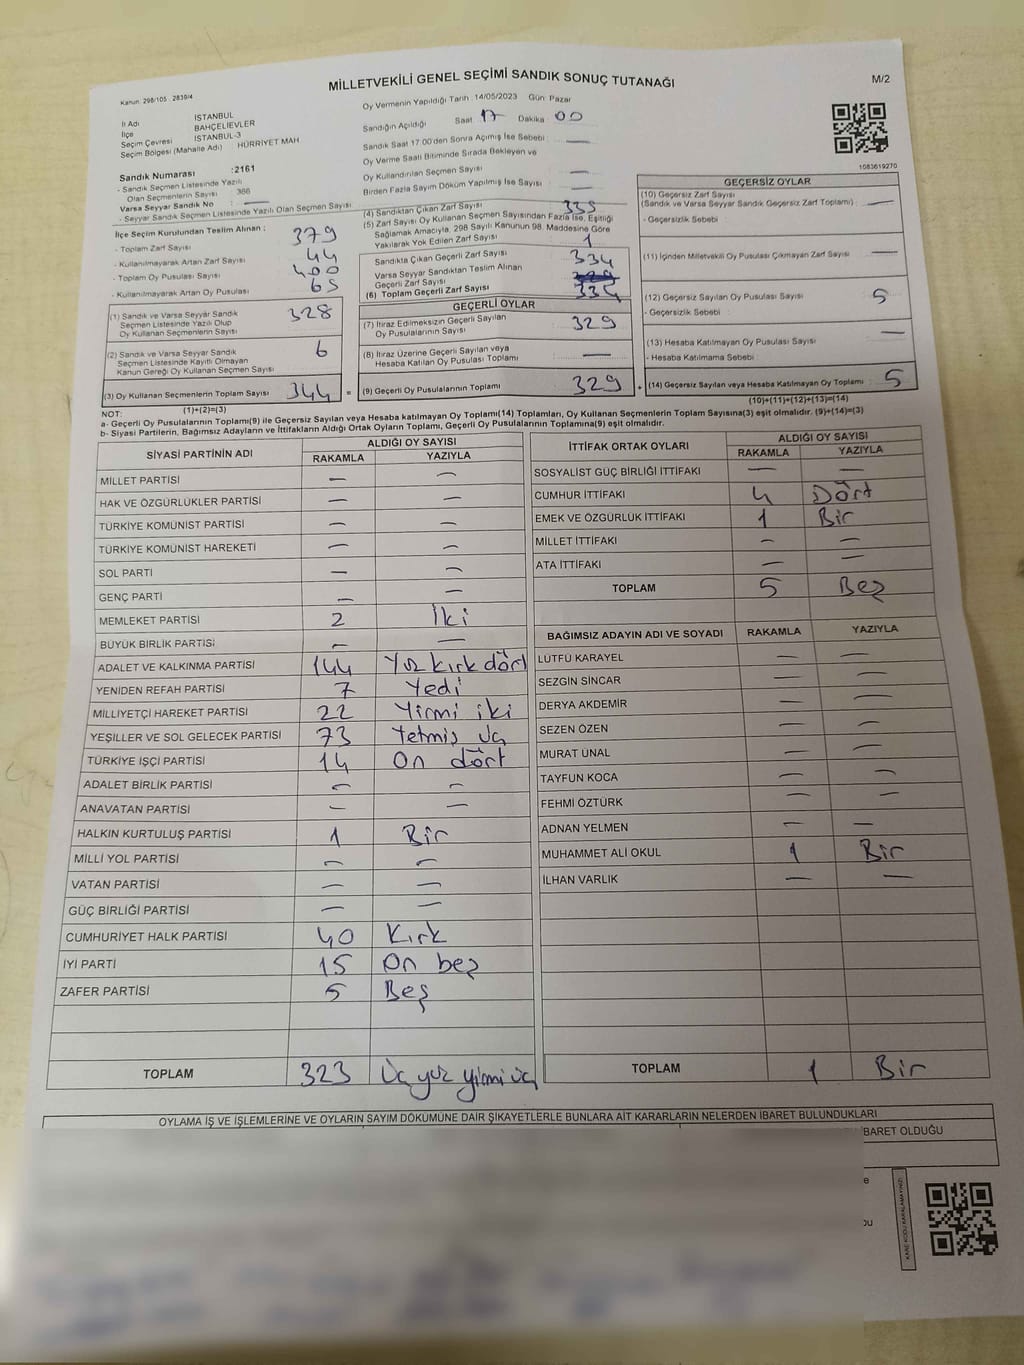 MİLLETVEKİLİ GENEL SEÇİMİ SANDIK SONUÇ TUTANAĞI
M/2
Kanun: 298/105 - 2839/4
İl Adı İSTANBUL
İlçe BAHÇELİEVLER
Seçim Çevresi İSTANBUL-3
Seçim Bölgesi (Mahalle Adı) HÜRRİYET MAH
Sandık Numarası :2161
- Sandık Seçmen Listesinde Yazılı
Olan Seçmenlerin Sayısı 366
Varsa Seyyar Sandık No —
- Seyyar Sandık Seçmen Listesinde Yazılı Olan Seçmen Sayısı
İlçe Seçim Kurulundan Teslim Alınan :
- Toplam Zarf Sayısı 379
- Kullanılmayarak Artan Zarf Sayısı 44
- Toplam Oy Pusulası Sayısı 400
- Kullanılmayarak Artan Oy Pusulası 65
(1) Sandık ve Varsa Seyyar Sandık
Seçmen Listesinde Yazılı Olup
Oy Kullanan Seçmenlerin Sayısı 328
(2) Sandık ve Varsa Seyyar Sandık
Seçmen Listesinde Kayıtlı Olmayan
Kanun Gereği Oy Kullanan Seçmen Sayısı 6
(3) Oy Kullanan Seçmenlerin Toplam Sayısı 344 =
(1)+(2)=(3)
Oy Vermenin Yapıldığı Tarih : 14/05/2023 Gün : Pazar
Sandığın Açıldığı Saat 17 Dakika 00
Sandık Saat 17:00'den Sonra Açılmış İse Sebebi : —
Oy Verme Saati Bitiminde Sırada Bekleyen ve
Oy Kullandırılan Seçmen Sayısı —
Birden Fazla Sayım Döküm Yapılmış İse Sayısı —
(4) Sandıktan Çıkan Zarf Sayısı 335
(5) Zarf Sayısı Oy Kullanan Seçmen Sayısından Fazla İse, Eşitliği
Sağlamak Amacıyla, 298 Sayılı Kanunun 98. Maddesine Göre
Yakılarak Yok Edilen Zarf Sayısı 1
Sandıkta Çıkan Geçerli Zarf Sayısı 334
Varsa Seyyar Sandıktan Teslim Alınan
Geçerli Zarf Sayısı
(6) Toplam Geçerli Zarf Sayısı 334
GEÇERLİ OYLAR
(7) İtiraz Edilmeksizin Geçerli Sayılan
Oy Pusulalarının Sayısı 329
(8) İtiraz Üzerine Geçerli Sayılan veya
Hesaba Katılan Oy Pusulası Toplamı —
(9) Geçerli Oy Pusulalarının Toplamı 329 +
1083619270
GEÇERSİZ OYLAR
(10) Geçersiz Zarf Sayısı
(Sandık ve Varsa Seyyar Sandık Geçersiz Zarf Toplamı) —
- Geçersizlik Sebebi :
(11) İçinden Milletvekili Oy Pusulası Çıkmayan Zarf Sayısı —
(12) Geçersiz Sayılan Oy Pusulası Sayısı 5
- Geçersizlik Sebebi :
(13) Hesaba Katılmayan Oy Pusulası Sayısı —
- Hesaba Katılmama Sebebi :
(14) Geçersiz Sayılan veya Hesaba Katılmayan Oy Toplamı 5
(10)+(11)+(12)+(13)=(14)
NOT:
a- Geçerli Oy Pusulalarının Toplamı(9) ile Geçersiz Sayılan veya Hesaba katılmayan Oy Toplamı(14) Toplamları, Oy Kullanan Seçmenlerin Toplam Sayısına(3) eşit olmalıdır. (9)+(14)=(3)
b- Siyasi Partilerin, Bağımsız Adayların ve İttifakların Aldığı Ortak Oyların Toplamı, Geçerli Oy Pusulalarının Toplamına(9) eşit olmalıdır.
SİYASİ PARTİNİN ADI ALDIĞI OY SAYISI
RAKAMLA YAZIYLA
MİLLET PARTİSİ — —
HAK VE ÖZGÜRLÜKLER PARTİSİ — —
TÜRKİYE KOMÜNİST PARTİSİ — —
TÜRKİYE KOMÜNİST HAREKETİ — —
SOL PARTİ — —
GENÇ PARTİ — —
MEMLEKET PARTİSİ 2 İki
BÜYÜK BİRLİK PARTİSİ — —
ADALET VE KALKINMA PARTİSİ 144 Yüz kırk dört
YENİDEN REFAH PARTİSİ 7 Yedi
MİLLİYETÇİ HAREKET PARTİSİ 22 Yirmi iki
YEŞİLLER VE SOL GELECEK PARTİSİ 73 Yetmiş üç
TÜRKİYE İŞÇİ PARTİSİ 14 On dört
ADALET BİRLİK PARTİSİ — —
ANAVATAN PARTİSİ — —
HALKIN KURTULUŞ PARTİSİ 1 Bir
MİLLİ YOL PARTİSİ — —
VATAN PARTİSİ — —
GÜÇ BİRLİĞİ PARTİSİ — —
CUMHURİYET HALK PARTİSİ 40 Kırk
İYİ PARTİ 15 On beş
ZAFER PARTİSİ 5 Beş
TOPLAM 323 Üç yüz yirmi üç
İTTİFAK ORTAK OYLARI ALDIĞI OY SAYISI
RAKAMLA YAZIYLA
SOSYALİST GÜÇ BİRLİĞİ İTTİFAKI — —
CUMHUR İTTİFAKI 4 Dört
EMEK VE ÖZGÜRLÜK İTTİFAKI 1 Bir
MİLLET İTTİFAKI — —
ATA İTTİFAKI — —
TOPLAM 5 Beş
BAĞIMSIZ ADAYIN ADI VE SOYADI RAKAMLA YAZIYLA
LÜTFÜ KARAYEL — —
SEZGİN SİNCAR — —
DERYA AKDEMİR — —
SEZEN ÖZEN — —
MURAT ÜNAL — —
TAYFUN KOCA — —
FEHMİ ÖZTÜRK — —
ADNAN YELMEN — —
MUHAMMET ALİ OKUL 1 Bir
İLHAN VARLIK — —
TOPLAM 1 Bir
OYLAMA İŞ VE İŞLEMLERİNE VE OYLARIN SAYIM DÖKÜMÜNE DAİR ŞİKAYETLERLE BUNLARA AİT KARARLARIN NELERDEN İBARET BULUNDUKLARI
İBARET OLDUĞU
KARE KODU KARALAMAYINIZ!